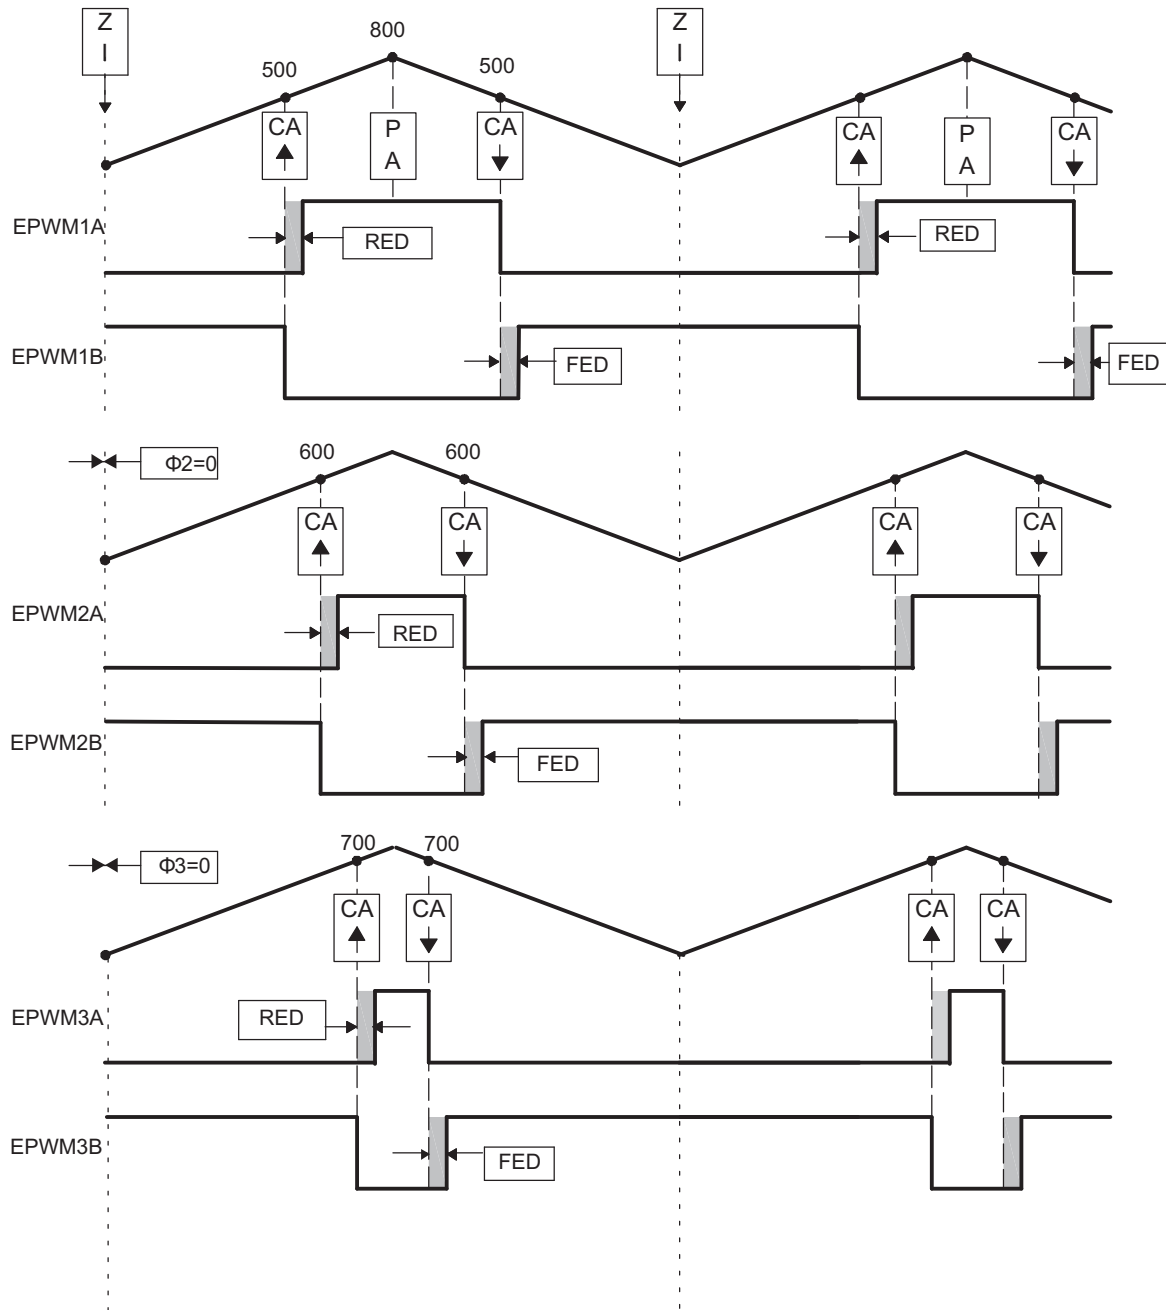 Z
I
Z
I
800
500
500
CA
P
A
CA
CA
P
A
CA
EPWM1A
RED
RED
EPWM1B
FED
FED
Φ2=0
600
600
CA
CA
CA
CA
EPWM2A
RED
EPWM2B
FED
Φ3=0
700
700
CA
CA
CA
CA
EPWM3A
RED
EPWM3B
FED